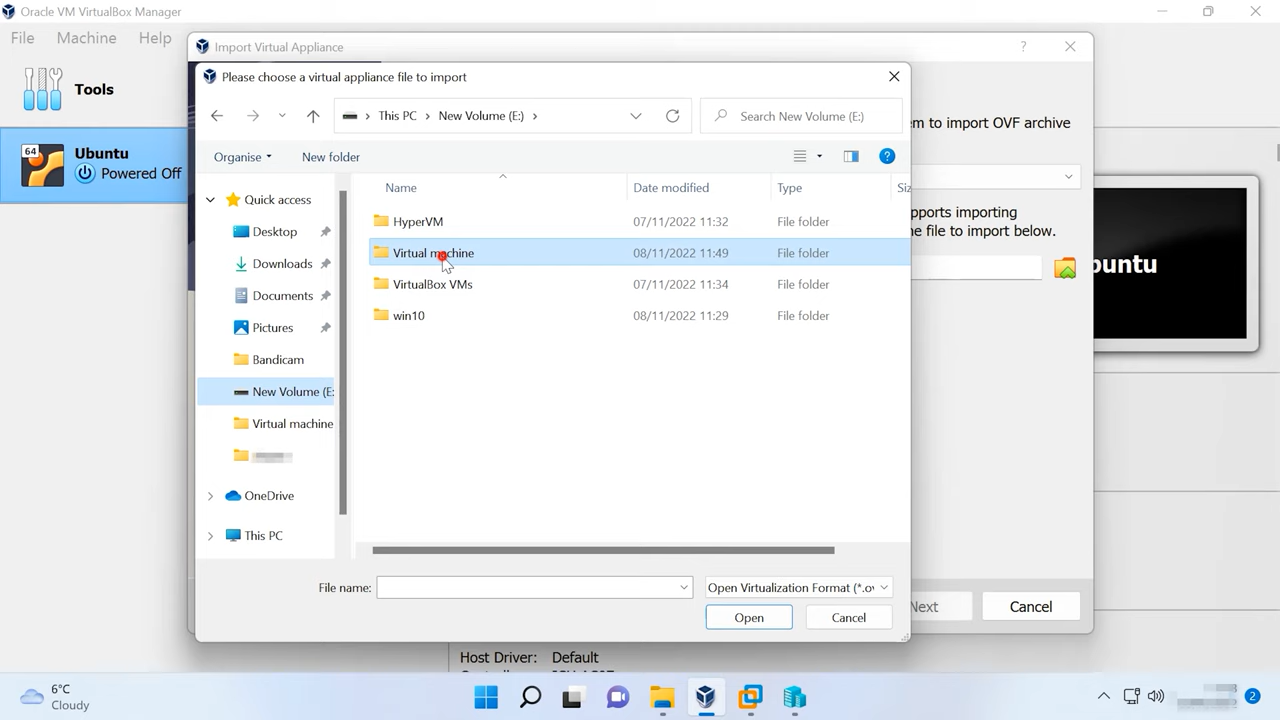 Oracle VM VirtualBox Manager
File Machine Help
Import Virtual Appliance
?
Please choose a virtual appliance file to import
Tools
This PC > New Volume (E:) >
Search New Volume (E:)
em to import OVF archive
64
Ubuntu
Powered Off
Organise
New folder
?
Name
Date modified
Type
Siz
Quick access
Desktop
Downloads
Documents
Pictures
Bandicam
New Volume (E:
Virtual machine
OneDrive
This PC
HyperVM 07/11/2022 11:32 File folder
Virtual machine 08/11/2022 11:49 File folder
VirtualBox VMs 07/11/2022 11:34 File folder
win10 08/11/2022 11:29 File folder
pports importing
e file to import below.
buntu
File name:
Open Virtualization Format (*.ov
Open
Cancel
Next
Cancel
Host Driver: Default
6°C
Cloudy
2